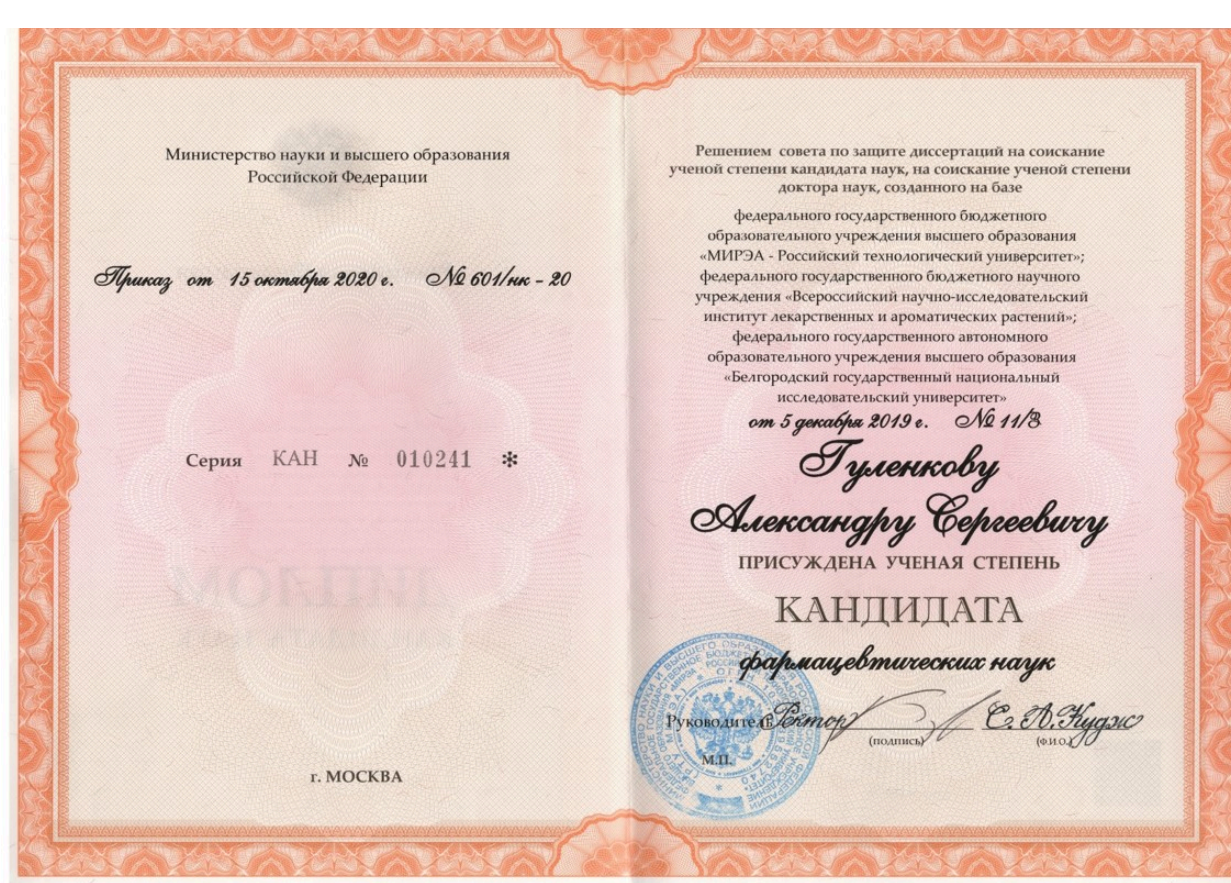 Министерство науки и высшего образования
Российской Федерации
Приказ от 15 октября 2020 г. № 601/нк - 20
Серия КАН № 010241 *
г. МОСКВА
Решением совета по защите диссертаций на соискание
ученой степени кандидата наук, на соискание ученой степени
доктора наук, созданного на базе
федерального государственного бюджетного
образовательного учреждения высшего образования
«МИРЭА - Российский технологический университет»;
федерального государственного бюджетного научного
учреждения «Всероссийский научно-исследовательский
институт лекарственных и ароматических растений»;
федерального государственного автономного
образовательного учреждения высшего образования
«Белгородский государственный национальный
исследовательский университет»
от 5 декабря 2019 г. № 11/З
Гуленкову
Александру Сергеевичу
ПРИСУЖДЕНА УЧЕНАЯ СТЕПЕНЬ
КАНДИДАТА
фармацевтических наук
Руководитель Ректор С. А. Кудж
(подпись) (Ф.И.О.)
М.П.